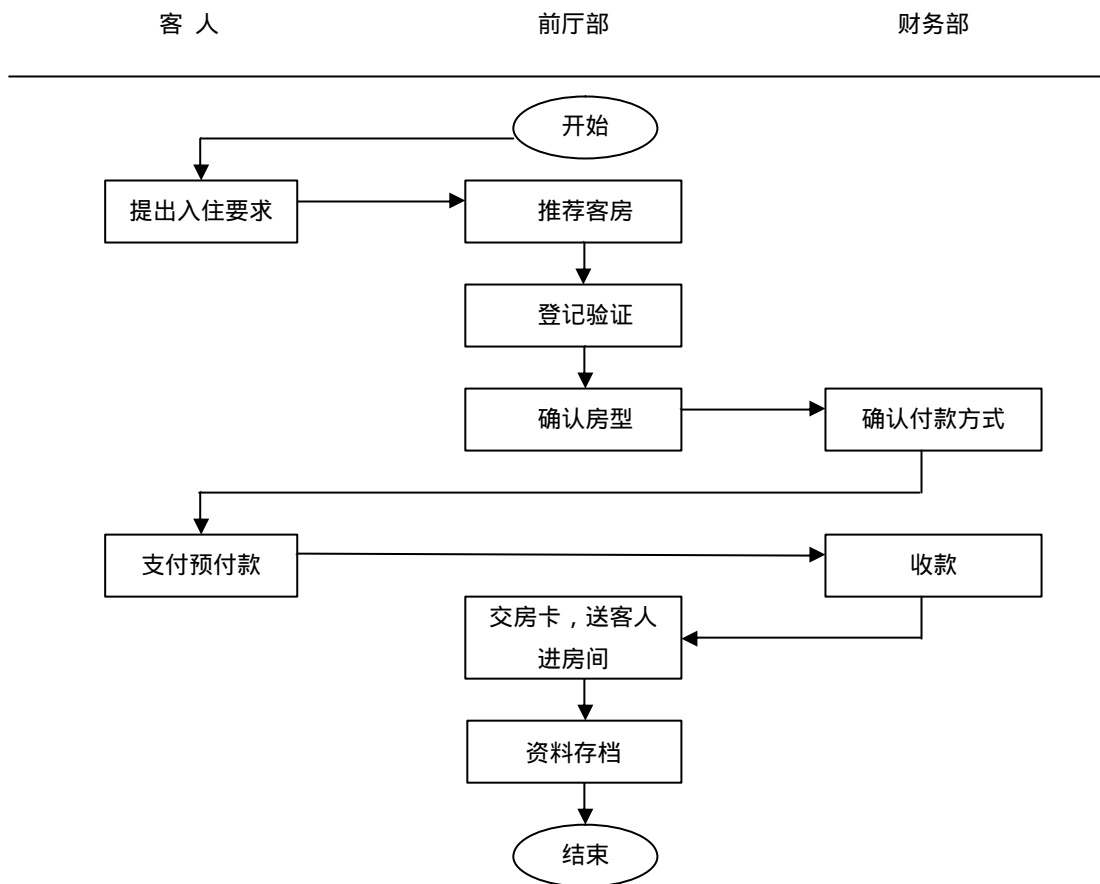 客 人 前厅部 财务部
开始
提出入住要求 推荐客房
登记验证
确认房型 确认付款方式
支付预付款 收款
交房卡，送客人
进房间
资料存档
结束